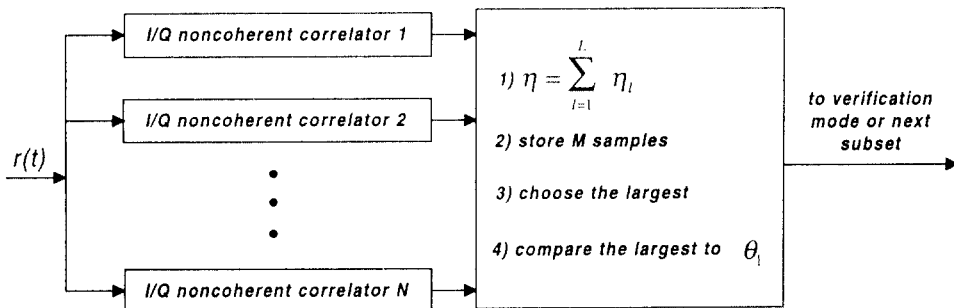 I/Q noncoherent correlator 1
I/Q noncoherent correlator 2
r(t)
I/Q noncoherent correlator N
1) η = ∑_{l=1}^{L} η_l
2) store M samples
3) choose the largest
4) compare the largest to θ_1
to verification
mode or next
subset